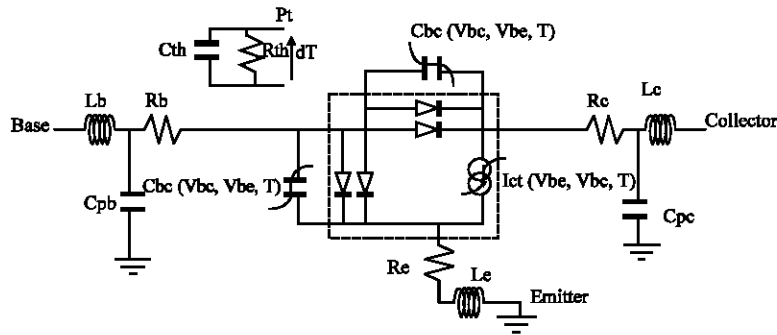 Pt
Cth
Rth
dT
Cbc (Vbc, Vbe, T)
Lb
Rb
Rc
Lc
Base
Collector
Cpb
Cbc (Vbc, Vbe, T)
Ict (Vbe, Vbc, T)
Cpc
Re
Le
Emitter